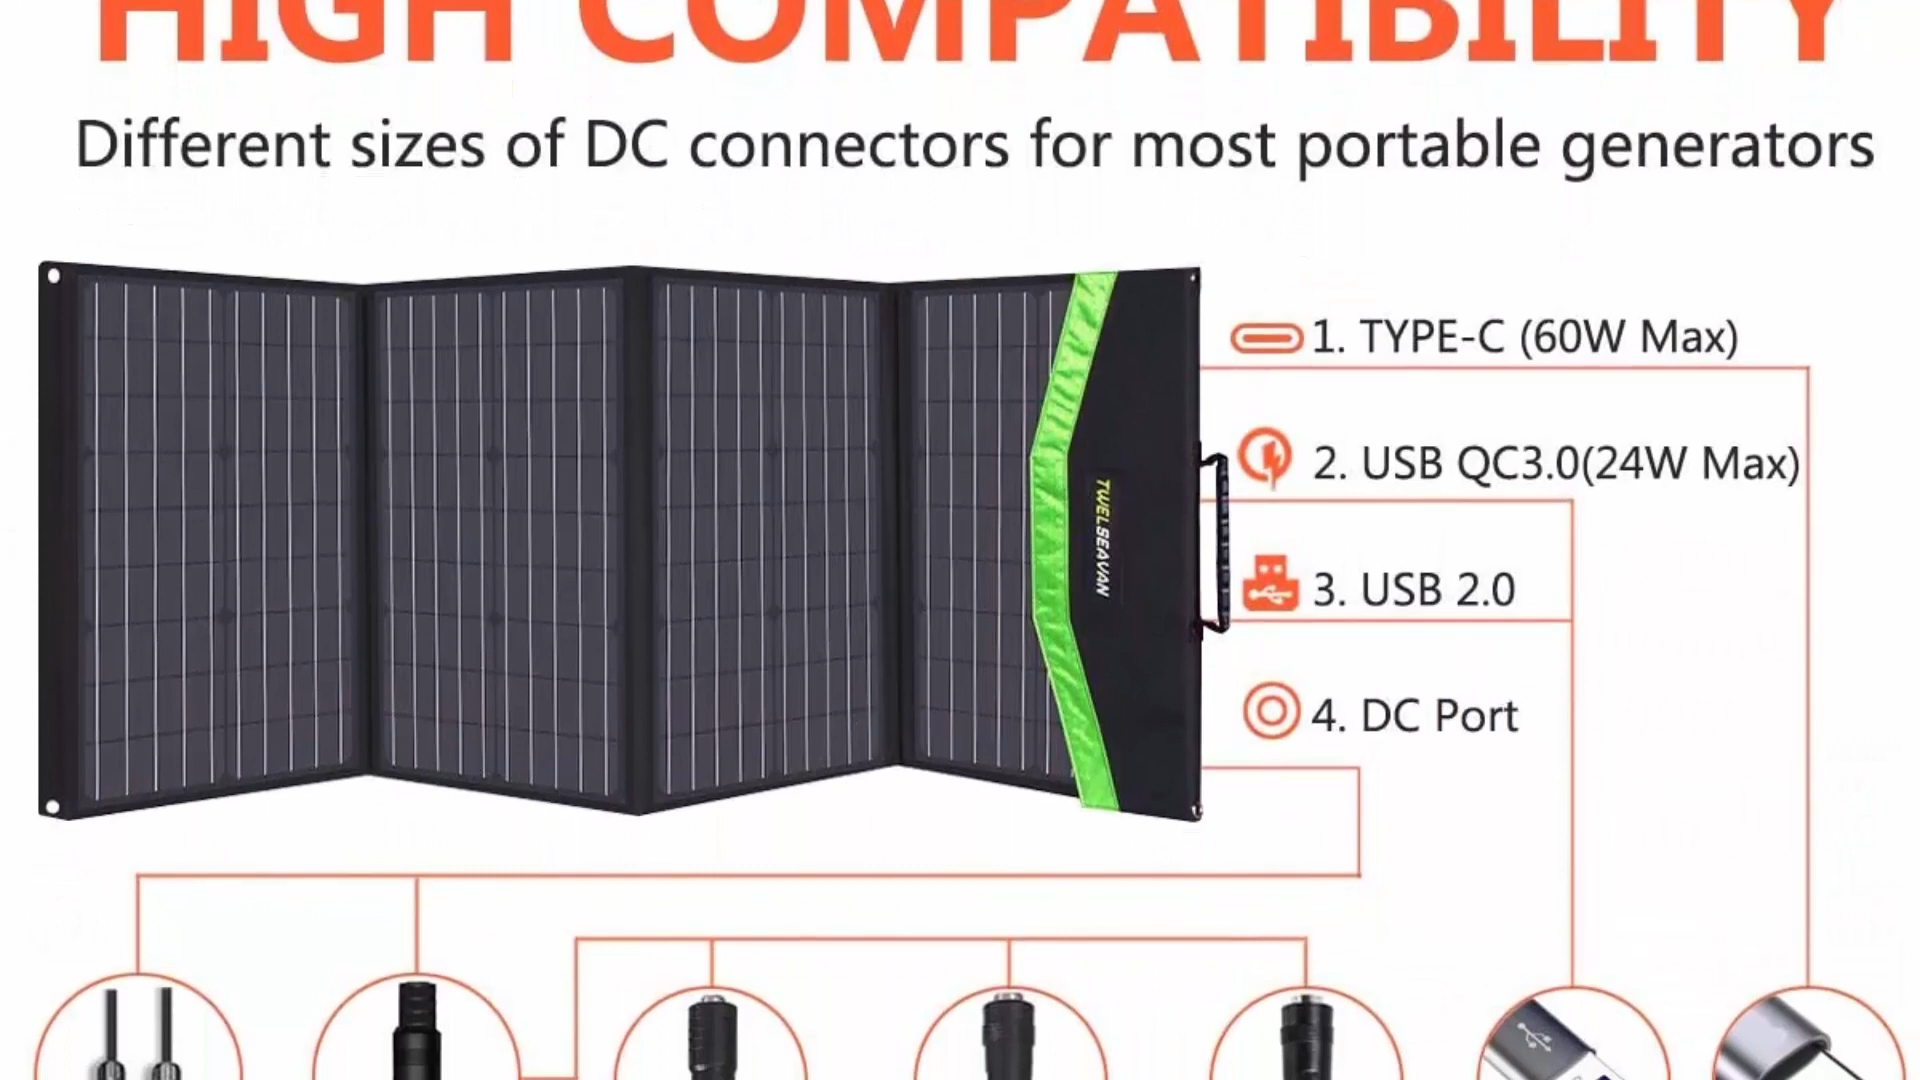 HIGH COMPATIBILITY
Different sizes of DC connectors for most portable generators
1. TYPE-C (60W Max)
2. USB QC3.0(24W Max)
3. USB 2.0
4. DC Port
TWELSEAVAN